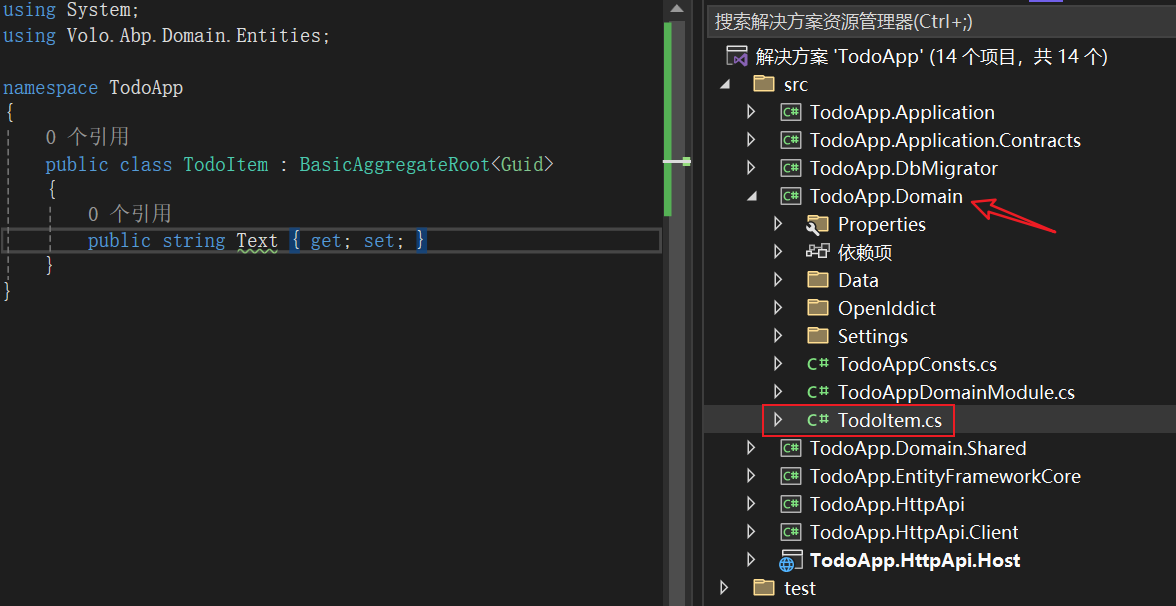 using System;
using Volo.Abp.Domain.Entities;
namespace TodoApp
{
0 个引用
public class TodoItem : BasicAggregateRoot<Guid>
{
0 个引用
public string Text { get; set; }
}
}
搜索解决方案资源管理器(Ctrl+;)
解决方案 'TodoApp' (14 个项目，共 14 个)
src
C# TodoApp.Application
C# TodoApp.Application.Contracts
C# TodoApp.DbMigrator
C# TodoApp.Domain
Properties
依赖项
Data
OpenIddict
Settings
C# TodoAppConsts.cs
C# TodoAppDomainModule.cs
C# TodoItem.cs
C# TodoApp.Domain.Shared
C# TodoApp.EntityFrameworkCore
C# TodoApp.HttpApi
C# TodoApp.HttpApi.Client
TodoApp.HttpApi.Host
test